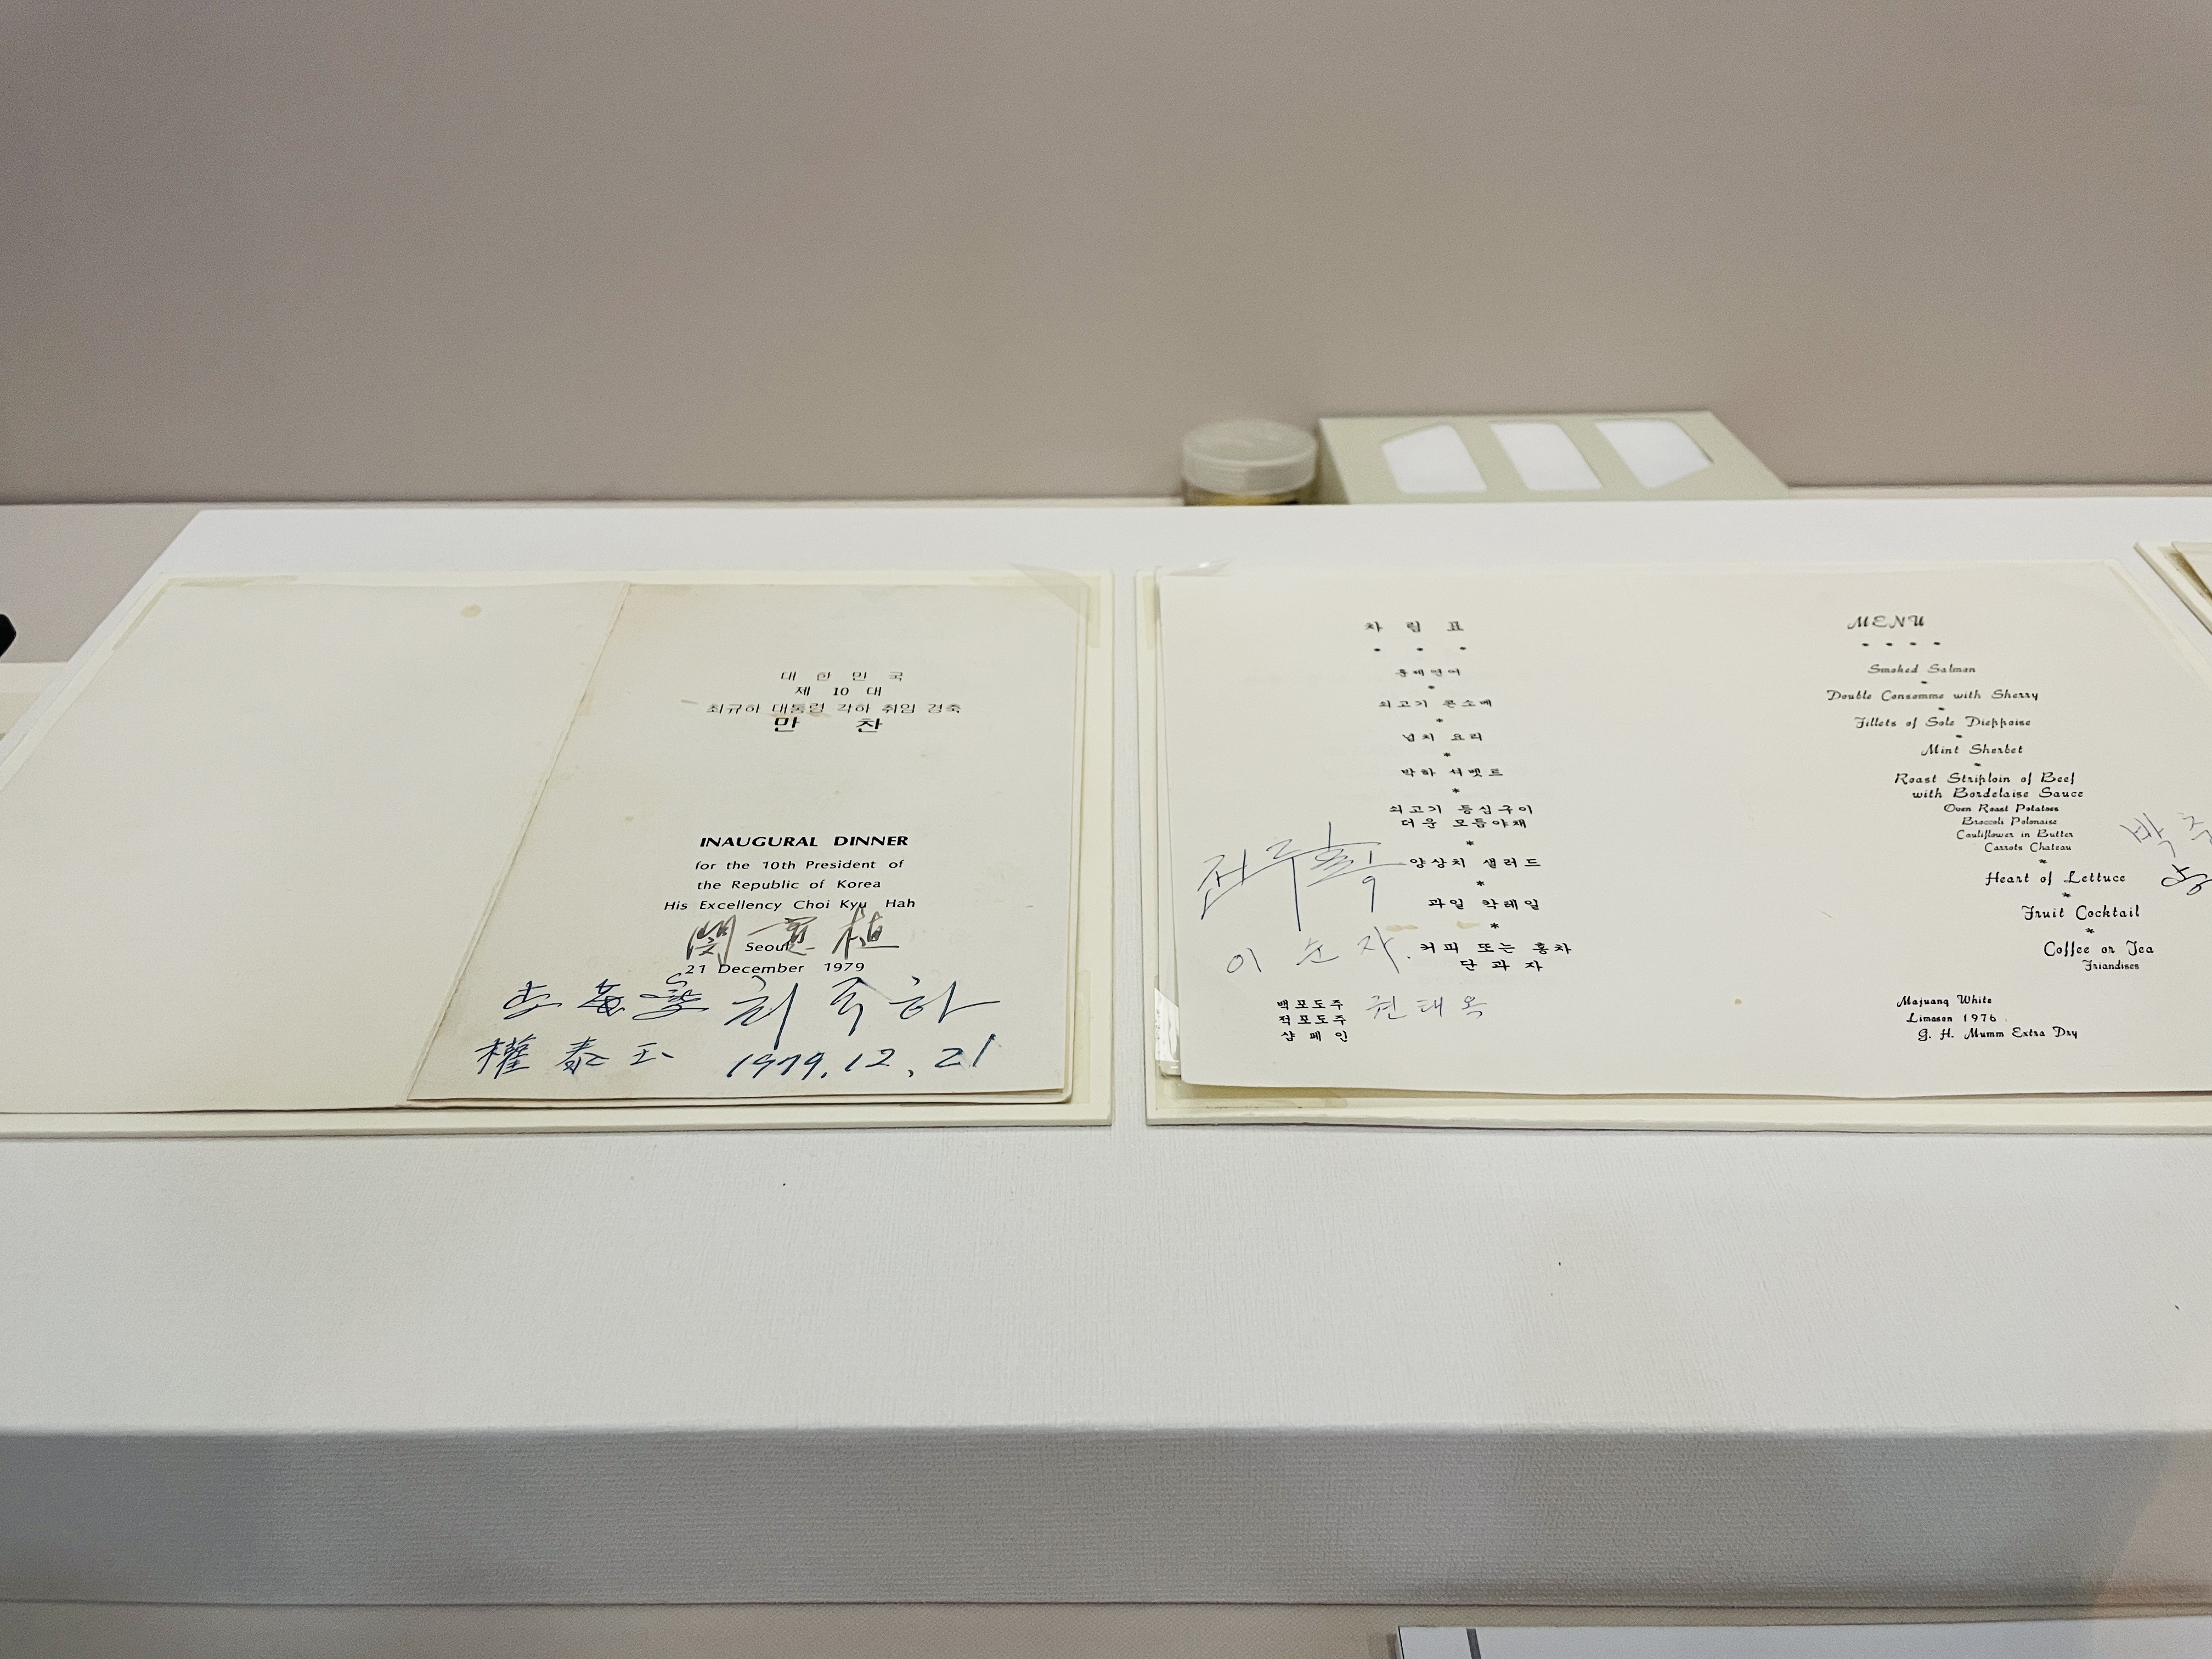 대 한 민 국
제 10 대
최규하 대통령 각하 취임 경축
만 찬
INAUGURAL DINNER
for the 10th President of
the Republic of Korea
His Excellency Choi Kyu Hah
閔 寬 植
Seoul
21 December 1979
최 규 하
權 泰 玉 1979. 12. 21
차 림 표
훈제연어
쇠고기 콘소메
넙치 요리
박하 셔벳트
쇠고기 등심구이
더운 모듬야채
양상치 샐러드
과일 칵테일
이 순 자.
커피 또는 홍차
단 과 자
백포도주
적포도주
샴 페 인
권 태 옥
MENU
Smoked Salmon
Double Consomme with Sherry
Fillets of Sole Dieppoise
Mint Sherbet
Roast Striploin of Beef
with Bordelaise Sauce
Oven Roast Potatoes
Broccoli Polonaise
Cauliflower in Butter
Carrots Chateau
Heart of Lettuce
Fruit Cocktail
Coffee or Tea
Friandises
Majuang White
Limason 1976
G. H. Mumm Extra Dry
박